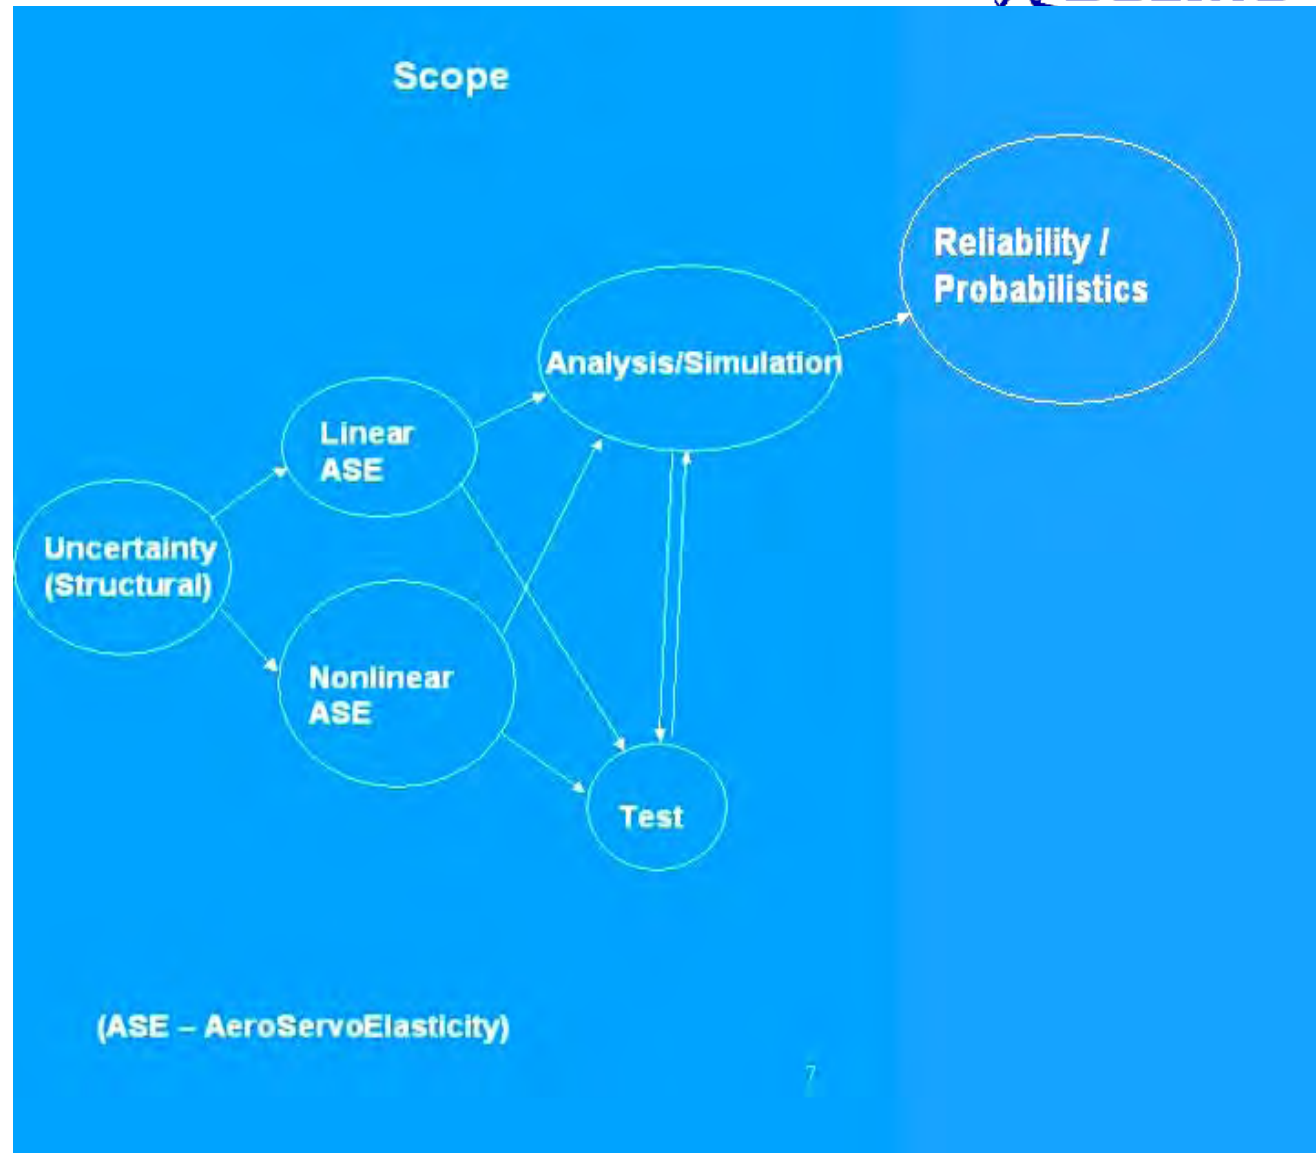 Scope
Reliability /
Probabilistics
Analysis/Simulation
Linear
ASE
Uncertainty
(Structural)
Nonlinear
ASE
Test
(ASE – AeroServoElasticity)
7